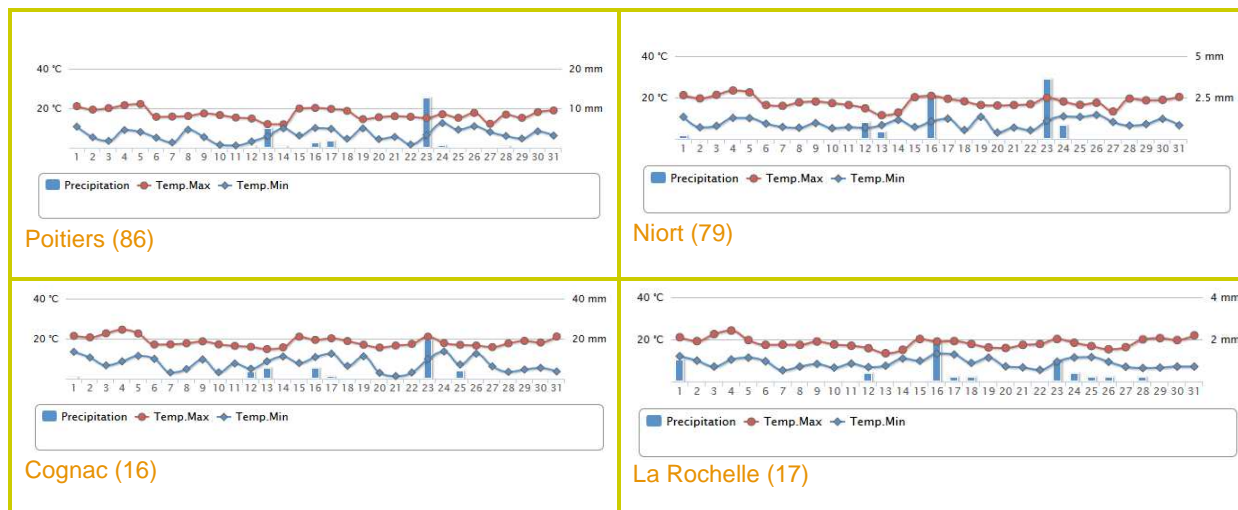 40 °C 20 mm
20 °C 10 mm
1 2 3 4 5 6 7 8 9 10 11 12 13 14 15 16 17 18 19 20 21 22 23 24 25 26 27 28 29 30 31
Precipitation Temp.Max Temp.Min
Poitiers (86)
40 °C 5 mm
20 °C 2.5 mm
1 2 3 4 5 6 7 8 9 10 11 12 13 14 15 16 17 18 19 20 21 22 23 24 25 26 27 28 29 30 31
Precipitation Temp.Max Temp.Min
Niort (79)
40 °C 40 mm
20 °C 20 mm
1 2 3 4 5 6 7 8 9 10 11 12 13 14 15 16 17 18 19 20 21 22 23 24 25 26 27 28 29 30 31
Precipitation Temp.Max Temp.Min
Cognac (16)
40 °C 4 mm
20 °C 2 mm
1 2 3 4 5 6 7 8 9 10 11 12 13 14 15 16 17 18 19 20 21 22 23 24 25 26 27 28 29 30 31
Precipitation Temp.Max Temp.Min
La Rochelle (17)